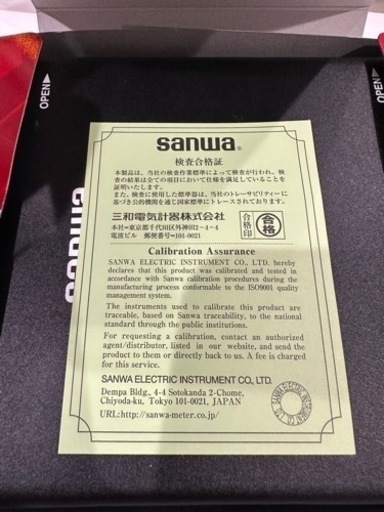 OPEN
OPEN
sanwa
sanwa®
検査合格証
本製品は、当社の検査作業標準によって検査が行われ、検
査の結果は全ての項目において仕様を満足していることを
証明いたします。
また、検査に使用した標準器は、当社のトレーサビリティーに
基づき公的機関を通じ国家標準にトレースされております。
三和電気計器株式会社
本社=東京都千代田区外神田2-4-4
電波ビル 郵便番号=101-0021
合格印
合格
Calibration Assurance
SANWA ELECTRIC INSTRUMENT CO., LTD. hereby
declares that this product was calibrated and tested in
accordance with Sanwa calibration procedures during the
manufacturing process conformable to the ISO9001 quality
management system.
The instruments used to calibrate this product are
traceable, based on Sanwa traceability, to the national
standard through the public institutions.
For requesting a calibration, contact an authorized
agent/distributor, listed in our website, and send the
product to them or directly back to us. A fee is charged
for this service.
SANWA ELECTRIC INSTRUMENT CO., LTD.
Dempa Bldg., 4-4 Sotokanda 2-Chome,
Chiyoda-ku, Tokyo 101-0021, JAPAN
URL:http://sanwa-meter.co.jp/